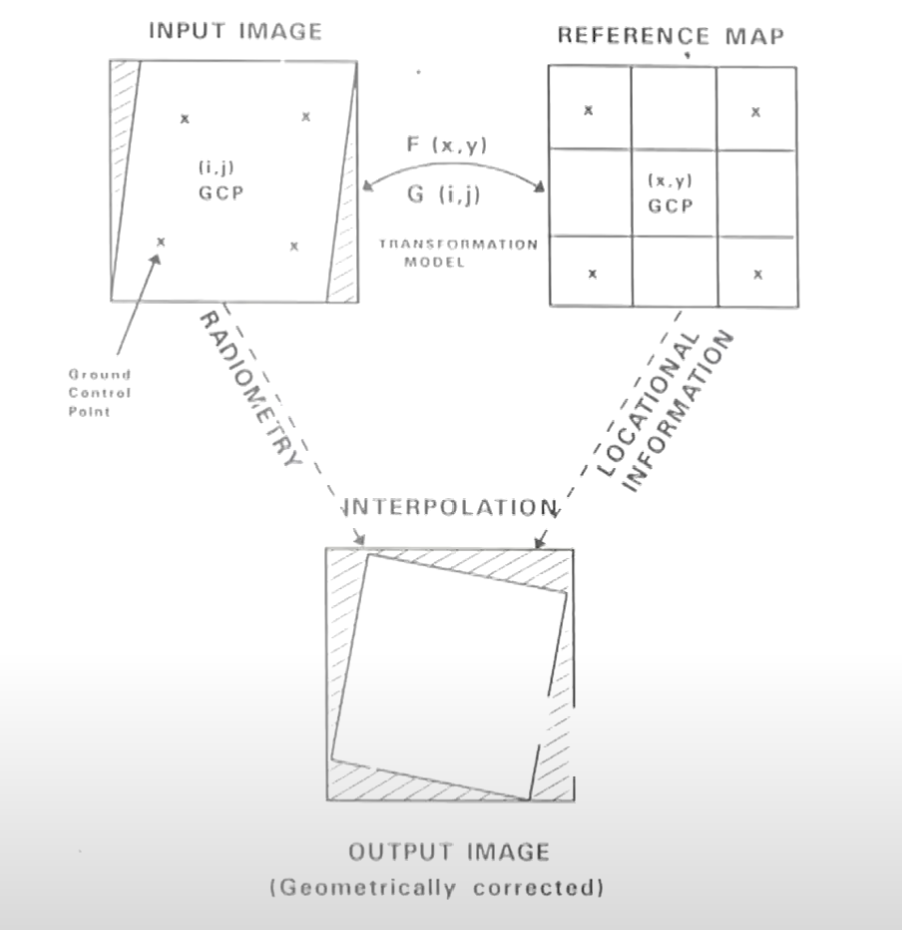 INPUT IMAGE
REFERENCE MAP
x
x
x
x
F (x,y)
(i,j)
GCP
(x,y)
GCP
G (i,j)
TRANSFORMATION
MODEL
x
x
x
x
Ground
Control
Point
RADIOMETRY
LOCATIONAL
INFORMATION
INTERPOLATION
OUTPUT IMAGE
(Geometrically corrected)